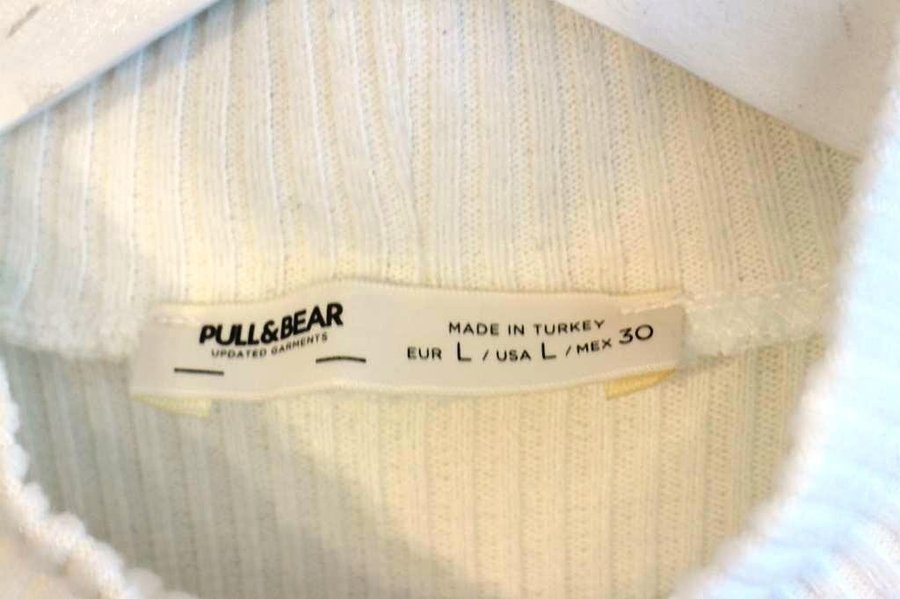 PULL&BEAR
UPDATED GARMENTS
MADE IN TURKEY
EUR L / USA L / MEX 30